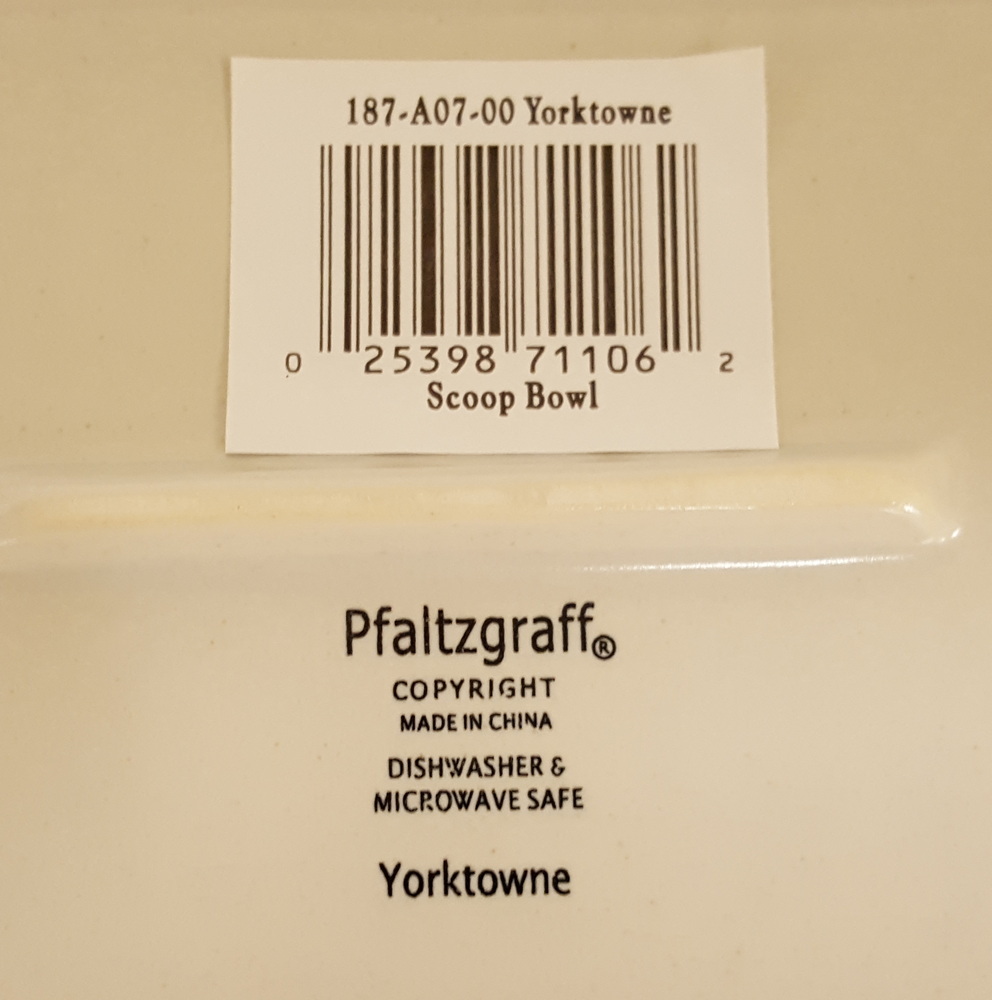 187-A07-00 Yorktowne
0 25398 71106 2
Scoop Bowl
Pfaltzgraff®
COPYRIGHT
MADE IN CHINA
DISHWASHER &
MICROWAVE SAFE
Yorktowne